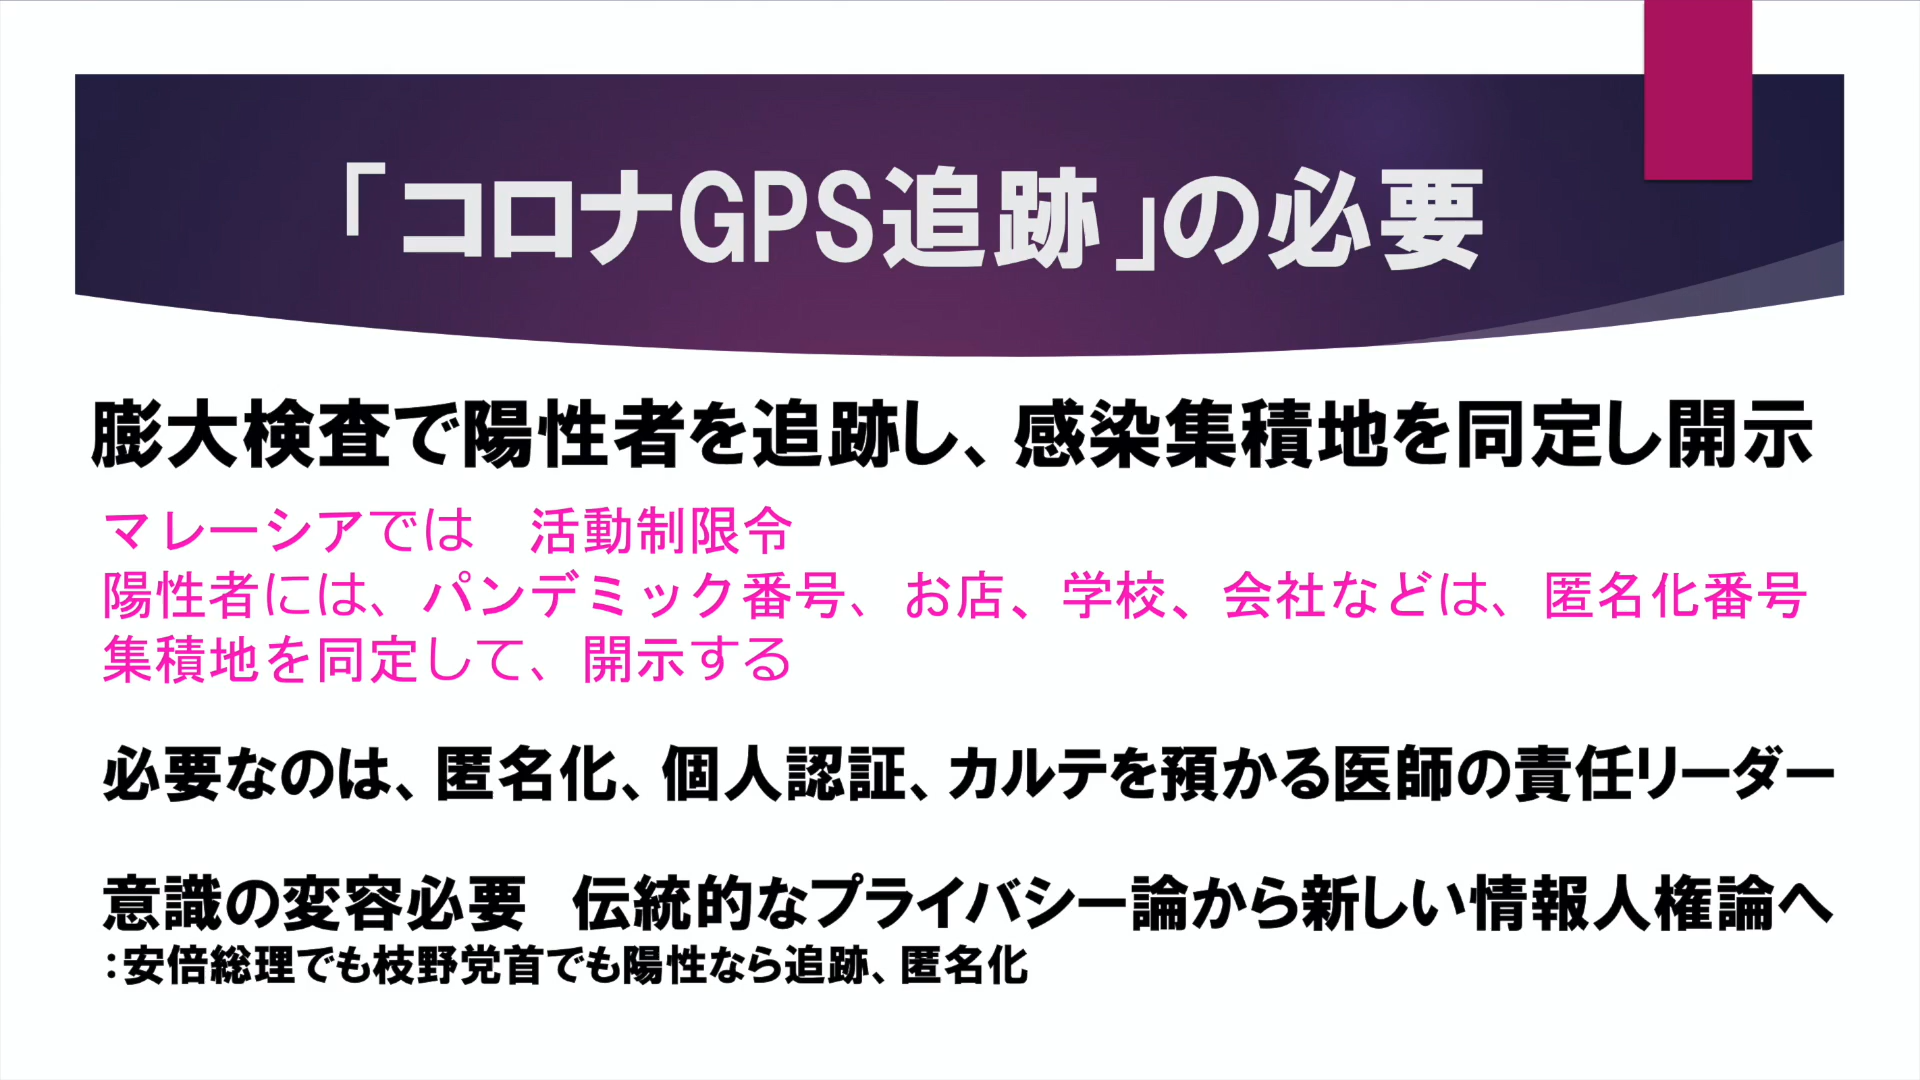 「コロナGPS追跡」の必要
膨大検査で陽性者を追跡し、感染集積地を同定し開示
マレーシアでは　活動制限令
陽性者には、パンデミック番号、お店、学校、会社などは、匿名化番号
集積地を同定して、開示する
必要なのは、匿名化、個人認証、カルテを預かる医師の責任リーダー
意識の変容必要　伝統的なプライバシー論から新しい情報人権論へ
：安倍総理でも枝野党首でも陽性なら追跡、匿名化